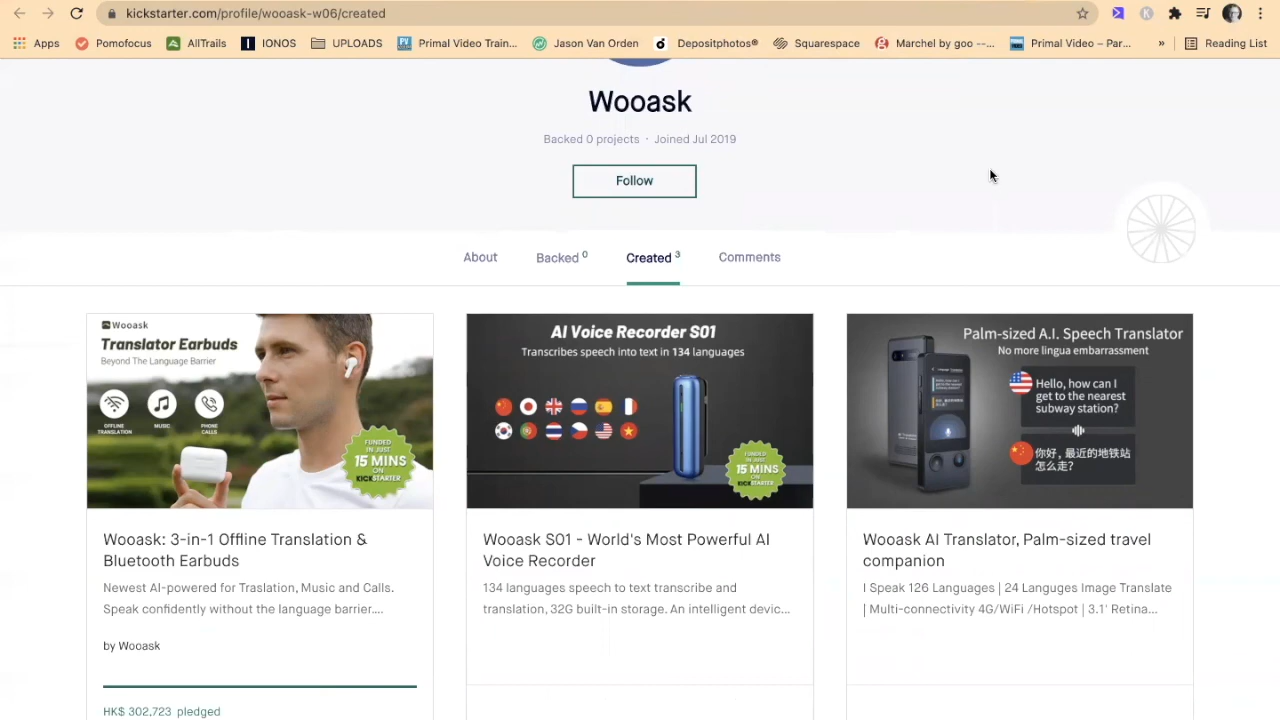 kickstarter.com/profile/wooask-w06/created
Apps
Pomofocus
AllTrails
IONOS
UPLOADS
Primal Video Train...
Jason Van Orden
Depositphotos®
Squarespace
Marchel by goo --...
Primal Video – Par...
»
Reading List
Wooask
Backed 0 projects · Joined Jul 2019
Follow
About
Backed 0
Created 3
Comments
Wooask
Translator Earbuds
Beyond The Language Barrier
OFFLINE
TRANSLATION
MUSIC
PHONE
CALLS
FUNDED
IN JUST
15 MINS
ON
KICKSTARTER
Wooask: 3-in-1 Offline Translation &
Bluetooth Earbuds
Newest AI-powered for Traslation, Music and Calls.
Speak confidently without the language barrier....
by Wooask
HK$ 302,723 pledged
AI Voice Recorder S01
Transcribes speech into text in 134 languages
FUNDED
IN JUST
15 MINS
ON
KICKSTARTER
Wooask S01 - World's Most Powerful AI
Voice Recorder
134 languages speech to text transcribe and
translation, 32G built-in storage. An intelligent devic...
Palm-sized A.I. Speech Translator
No more lingua embarrassment
Hello, how can I
get to the nearest
subway station?
你好，最近的地铁站
怎么走？
Wooask AI Translator, Palm-sized travel
companion
I Speak 126 Languages | 24 Languges Image Translate
| Multi-connectivity 4G/WiFi /Hotspot | 3.1' Retina...